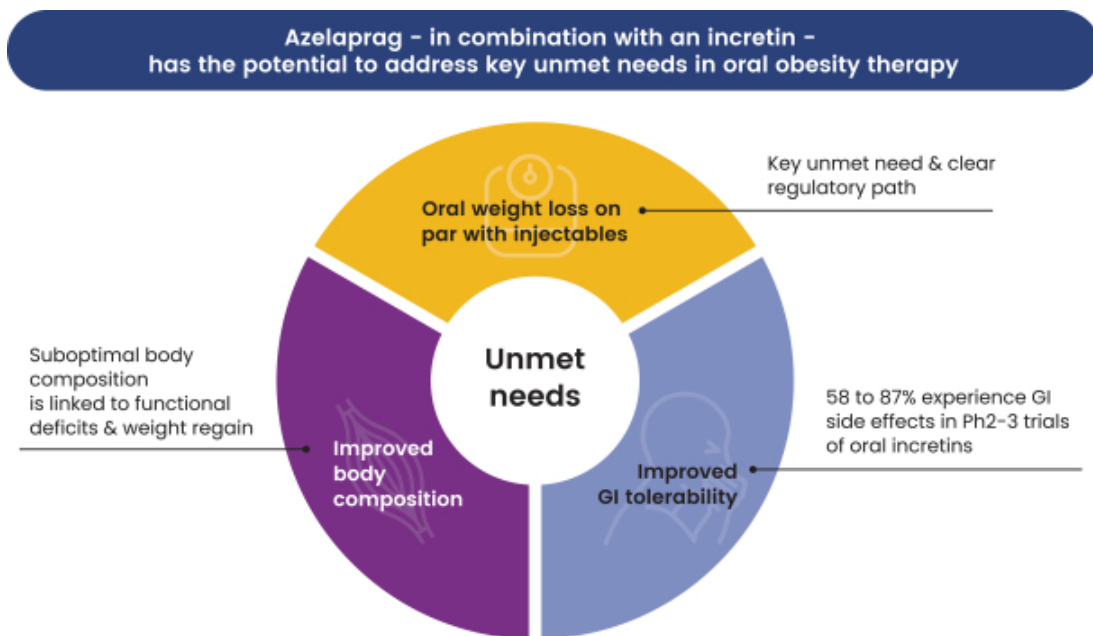 Azelaprag - in combination with an incretin -
has the potential to address key unmet needs in oral obesity therapy
Key unmet need & clear
regulatory path
Oral weight loss on
par with injectables
Unmet
needs
Suboptimal body
composition
is linked to functional
deficits & weight regain
Improved
body
composition
58 to 87% experience GI
side effects in Ph2-3 trials
of oral incretins
Improved
GI tolerability